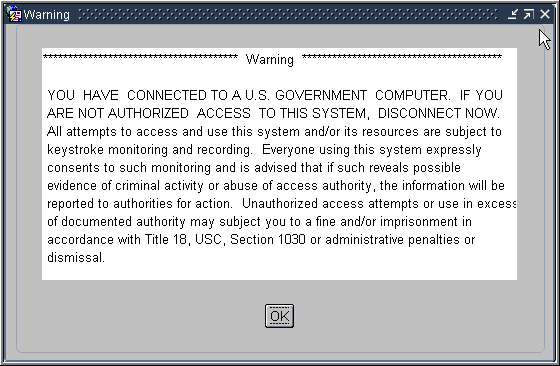 Warning
************************************** Warning ***************************************
YOU HAVE CONNECTED TO A U.S. GOVERNMENT COMPUTER. IF YOU
ARE NOT AUTHORIZED ACCESS TO THIS SYSTEM, DISCONNECT NOW.
All attempts to access and use this system and/or its resources are subject to
keystroke monitoring and recording. Everyone using this system expressly
consents to such monitoring and is advised that if such reveals possible
evidence of criminal activity or abuse of access authority, the information will be
reported to authorities for action. Unauthorized access attempts or use in excess
of documented authority may subject you to a fine and/or imprisonment in
accordance with Title 18, USC, Section 1030 or administrative penalties or
dismissal.
OK